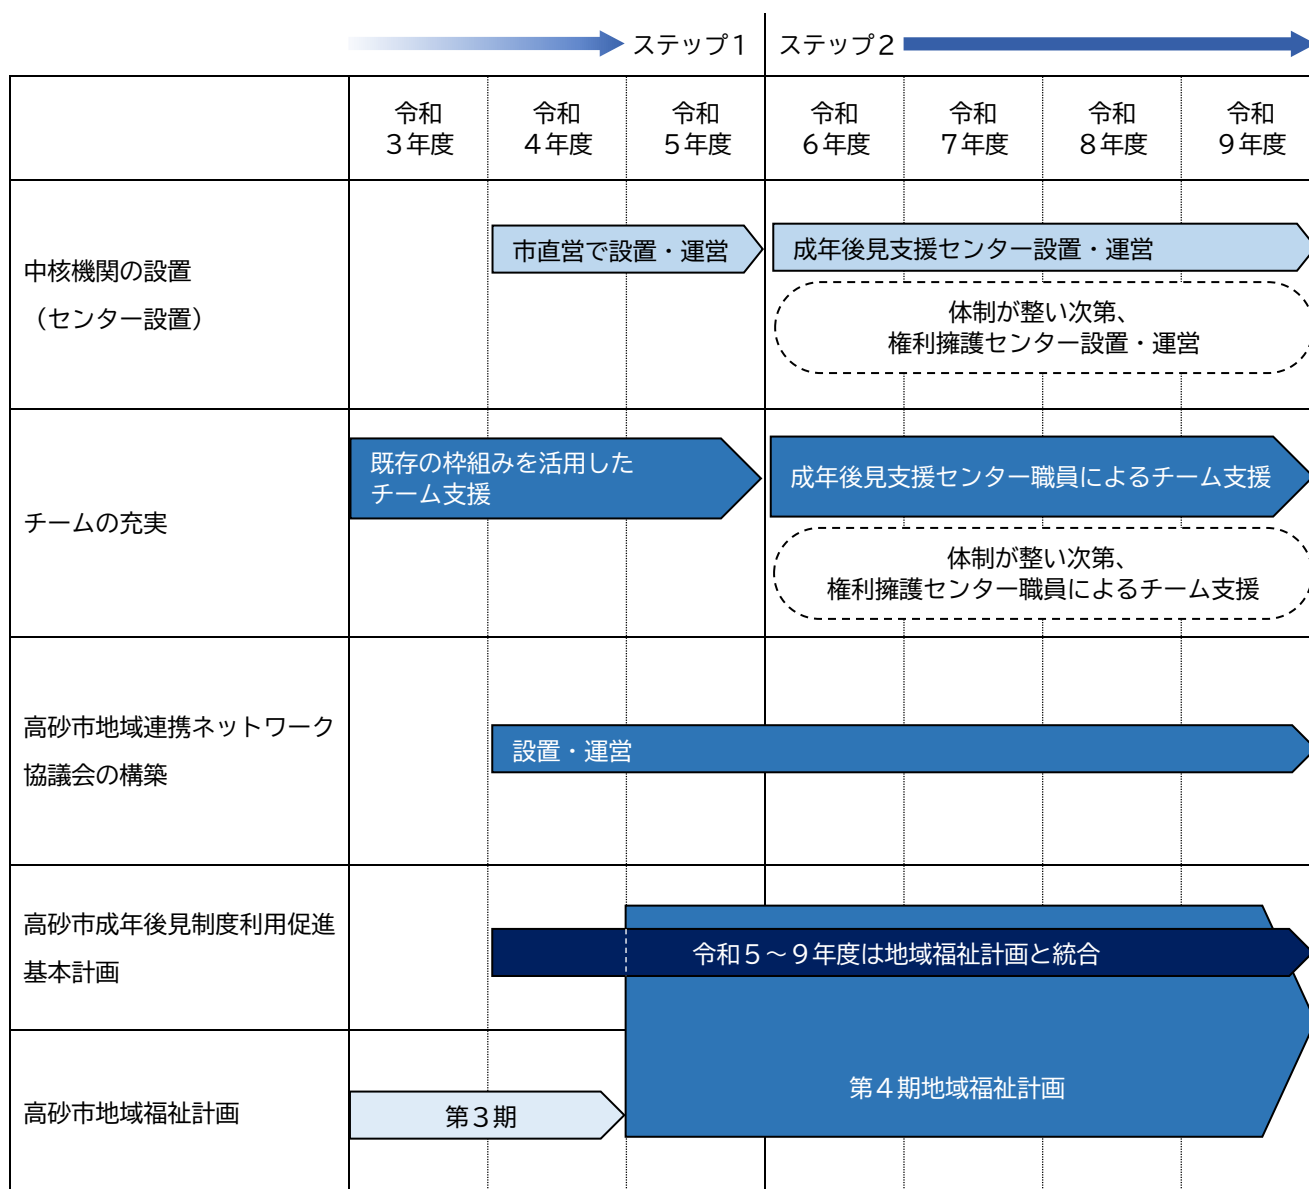 ステップ１
ステップ２
令和
３年度
令和
４年度
令和
５年度
令和
６年度
令和
７年度
令和
８年度
令和
９年度
中核機関の設置
（センター設置）
市直営で設置・運営
成年後見支援センター設置・運営
体制が整い次第、
権利擁護センター設置・運営
チームの充実
既存の枠組みを活用した
チーム支援
成年後見支援センター職員によるチーム支援
体制が整い次第、
権利擁護センター職員によるチーム支援
高砂市地域連携ネットワーク
協議会の構築
設置・運営
高砂市成年後見制度利用促進
基本計画
令和５～９年度は地域福祉計画と統合
高砂市地域福祉計画
第３期
第４期地域福祉計画